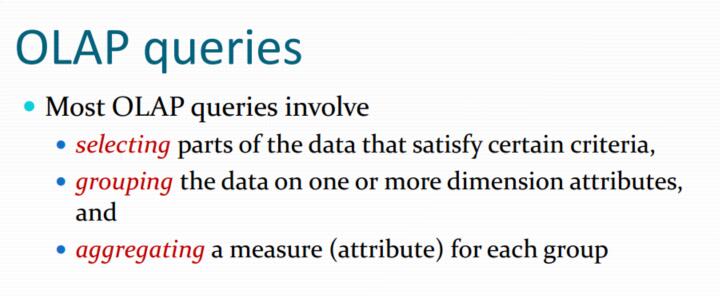 OLAP queries
• Most OLAP queries involve
• selecting parts of the data that satisfy certain criteria,
• grouping the data on one or more dimension attributes,
and
• aggregating a measure (attribute) for each group